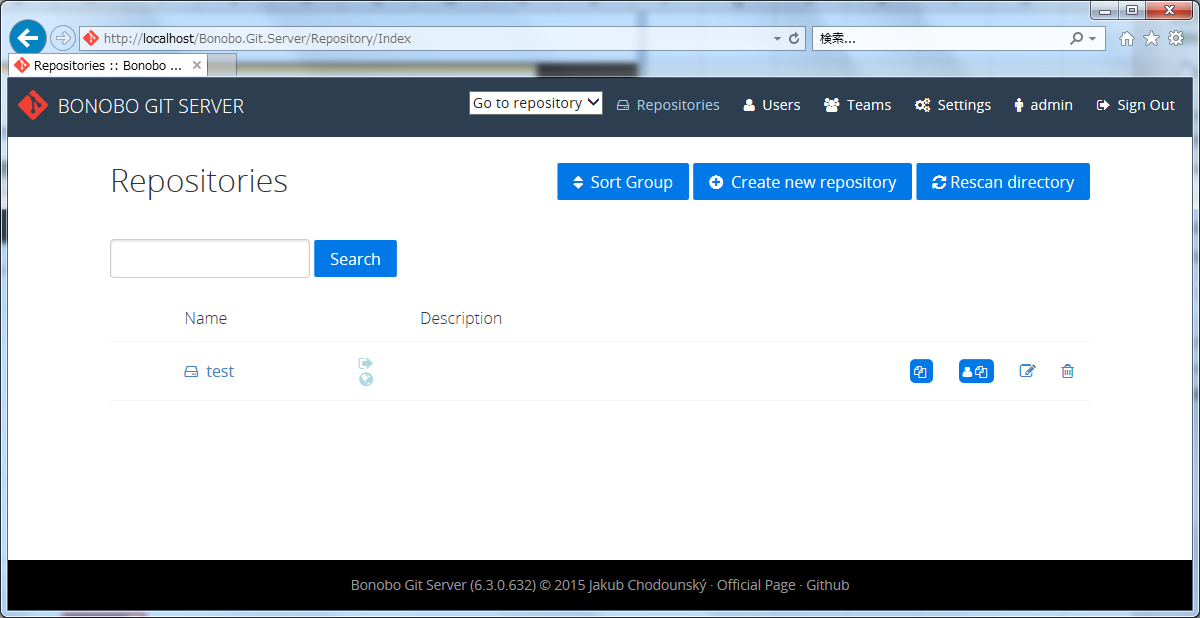 http://localhost/Bonobo.Git.Server/Repository/Index
検索...
Repositories :: Bonobo ...
BONOBO GIT SERVER
Go to repository
Repositories
Users
Teams
Settings
admin
Sign Out
Repositories
Sort Group
Create new repository
Rescan directory
Search
Name Description
test
Bonobo Git Server (6.3.0.632) © 2015 Jakub Chodounský · Official Page · Github